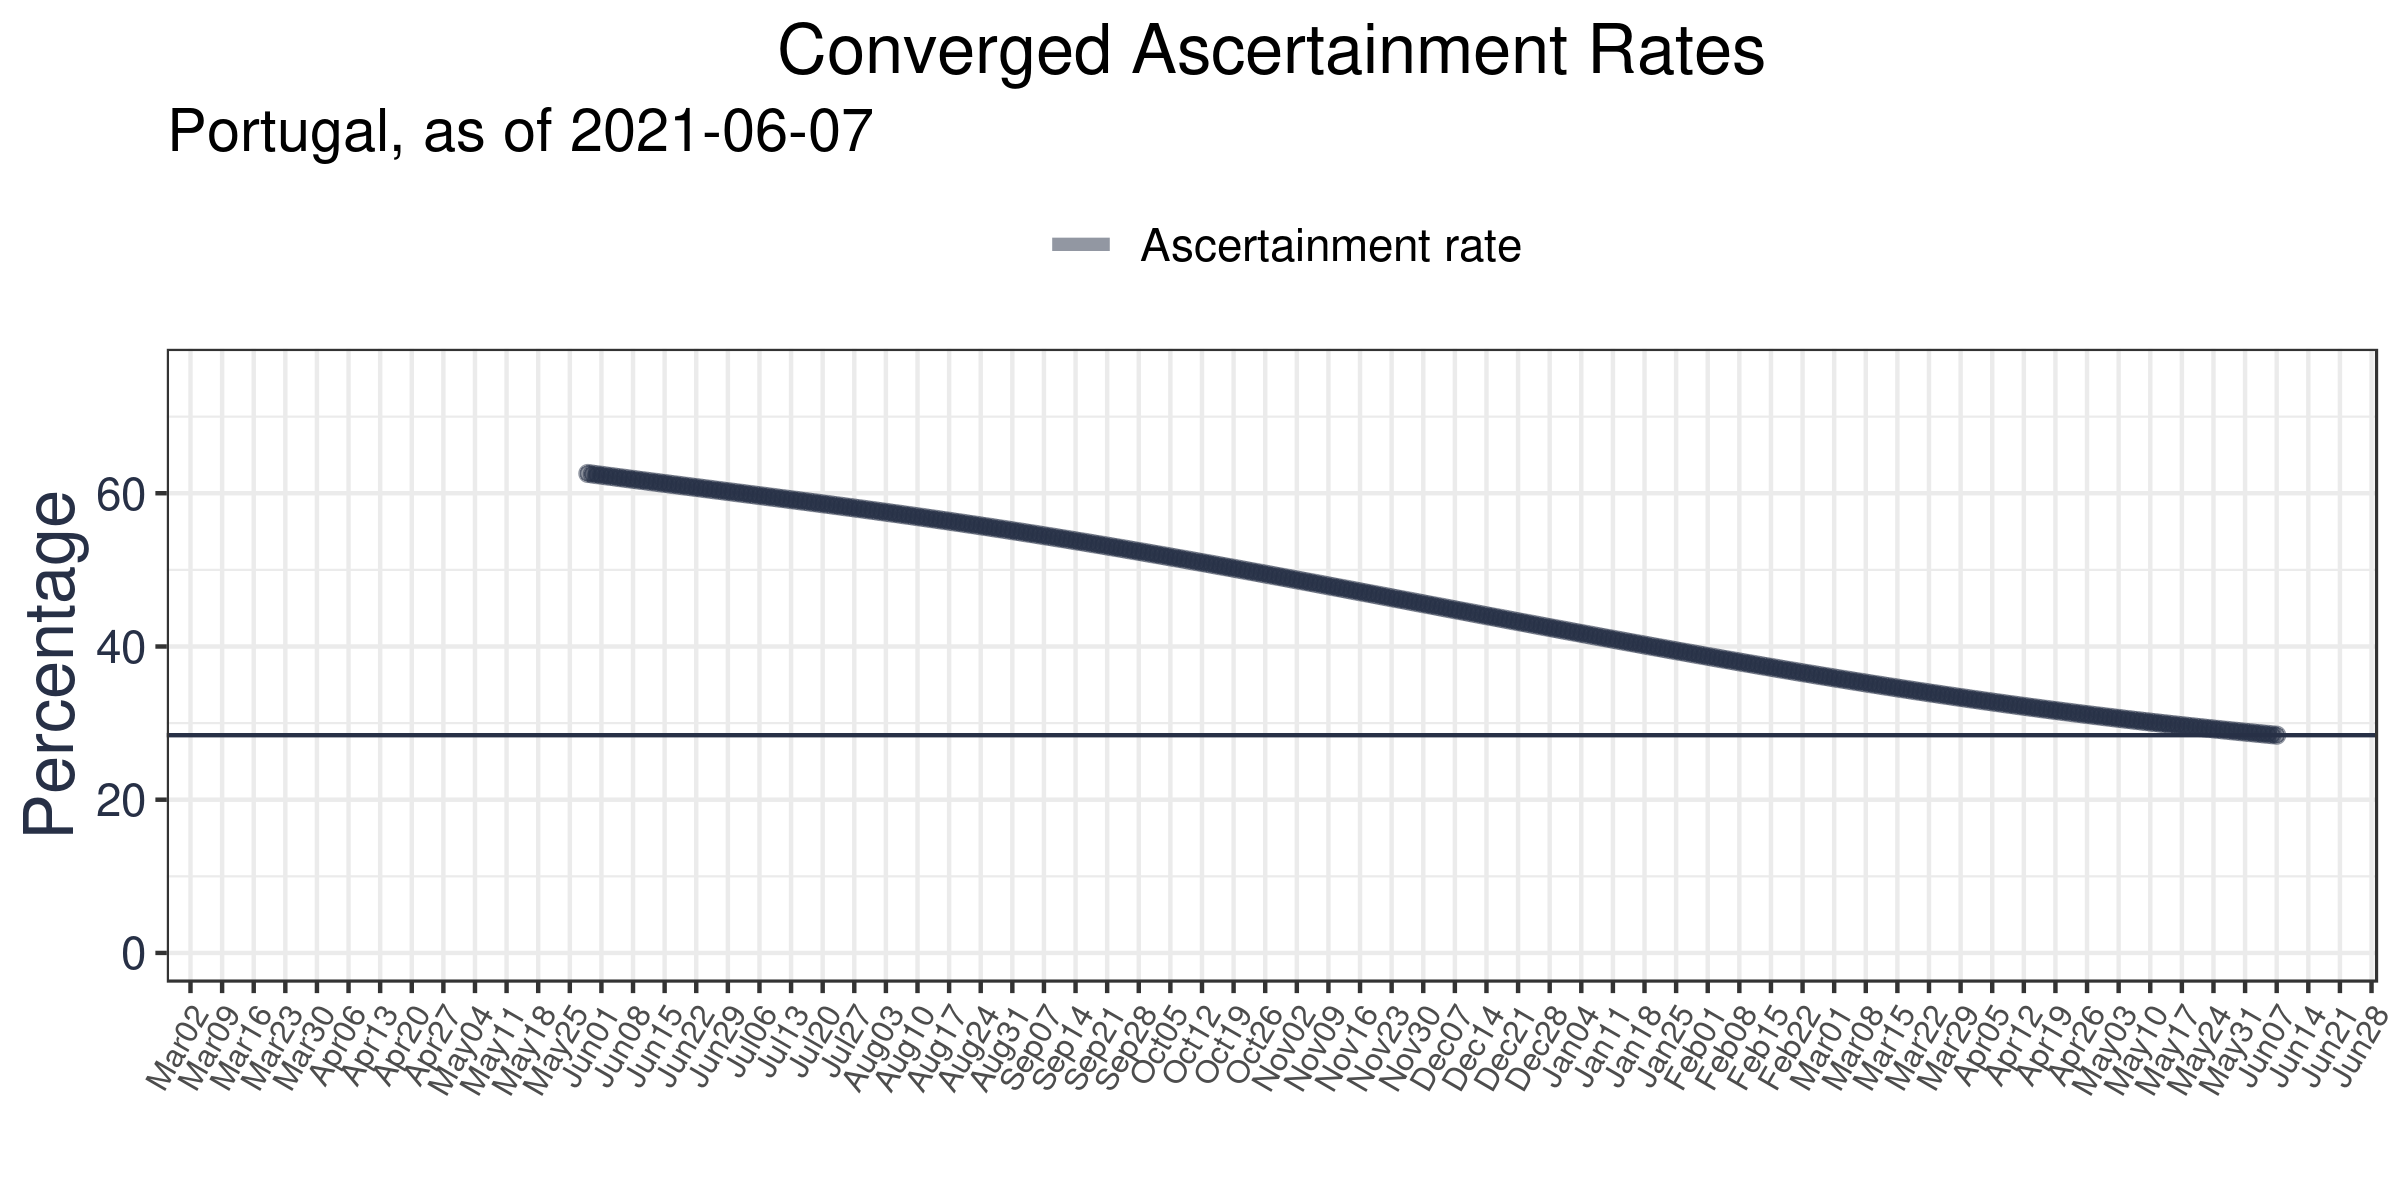 Converged Ascertainment Rates
Portugal, as of 2021-06-07
Ascertainment rate
Percentage
60
40
20
0
Mar02 Mar09 Mar16 Mar23 Mar30 Apr06 Apr13 Apr20 Apr27 May04 May11 May18 May25 Jun01 Jun08 Jun15 Jun22 Jun29 Jul06 Jul13 Jul20 Jul27 Aug03 Aug10 Aug17 Aug24 Aug31 Sep07 Sep14 Sep21 Sep28 Oct05 Oct12 Oct19 Oct26 Nov02 Nov09 Nov16 Nov23 Nov30 Dec07 Dec14 Dec21 Dec28 Jan04 Jan11 Jan18 Jan25 Feb01 Feb08 Feb15 Feb22 Mar01 Mar08 Mar15 Mar22 Mar29 Apr05 Apr12 Apr19 Apr26 May03 May10 May17 May24 May31 Jun07 Jun14 Jun21 Jun28